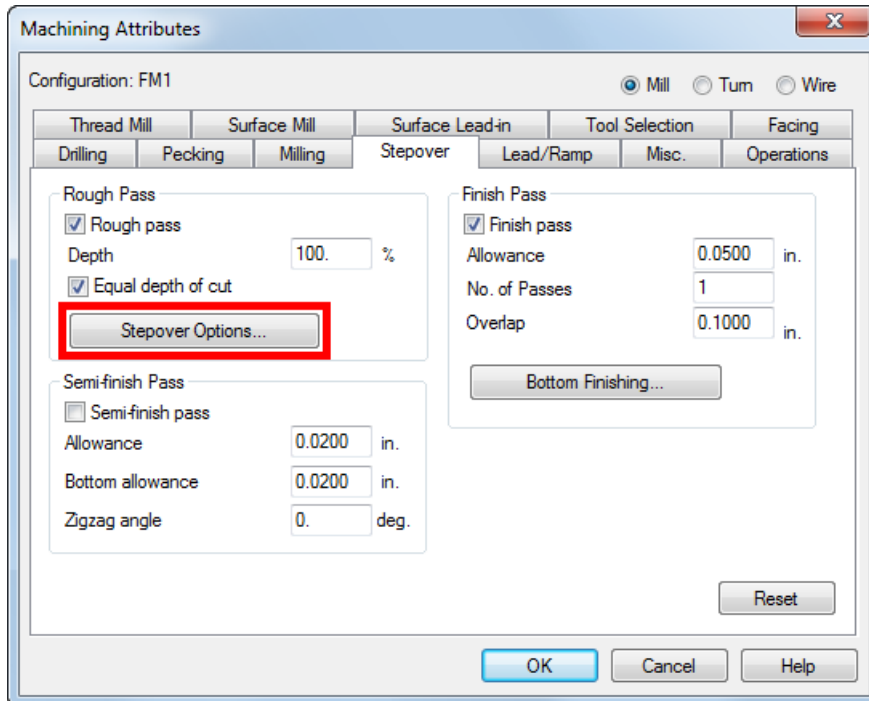 Machining Attributes
X
Configuration: FM1
Mill Turn Wire
Thread Mill Surface Mill Surface Lead-in Tool Selection Facing
Drilling Pecking Milling Stepover Lead/Ramp Misc. Operations
Rough Pass
Rough pass
Depth 100. %
Equal depth of cut
Stepover Options...
Semi-finish Pass
Semi-finish pass
Allowance 0.0200 in.
Bottom allowance 0.0200 in.
Zigzag angle 0. deg.
Finish Pass
Finish pass
Allowance 0.0500 in.
No. of Passes 1
Overlap 0.1000 in.
Bottom Finishing...
Reset
OK Cancel Help